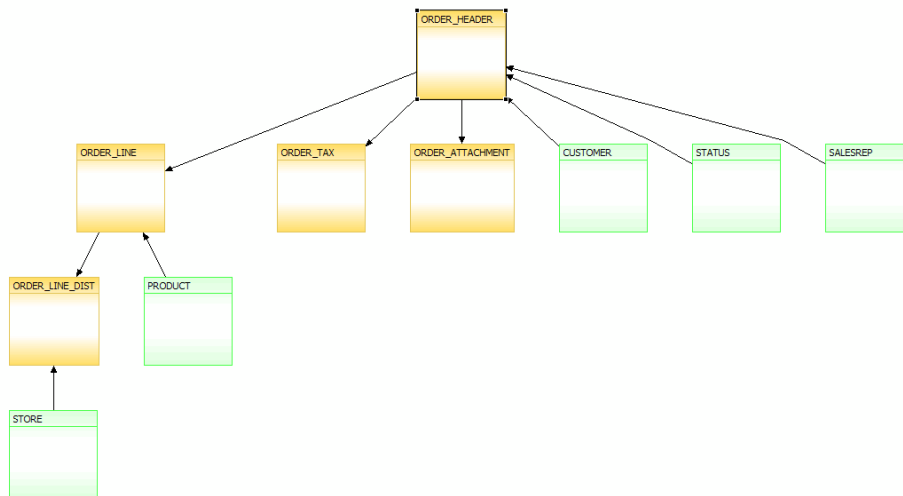 ORDER_HEADER
ORDER_LINE
ORDER_TAX
ORDER_ATTACHMENT
CUSTOMER
STATUS
SALESREP
ORDER_LINE_DIST
PRODUCT
STORE